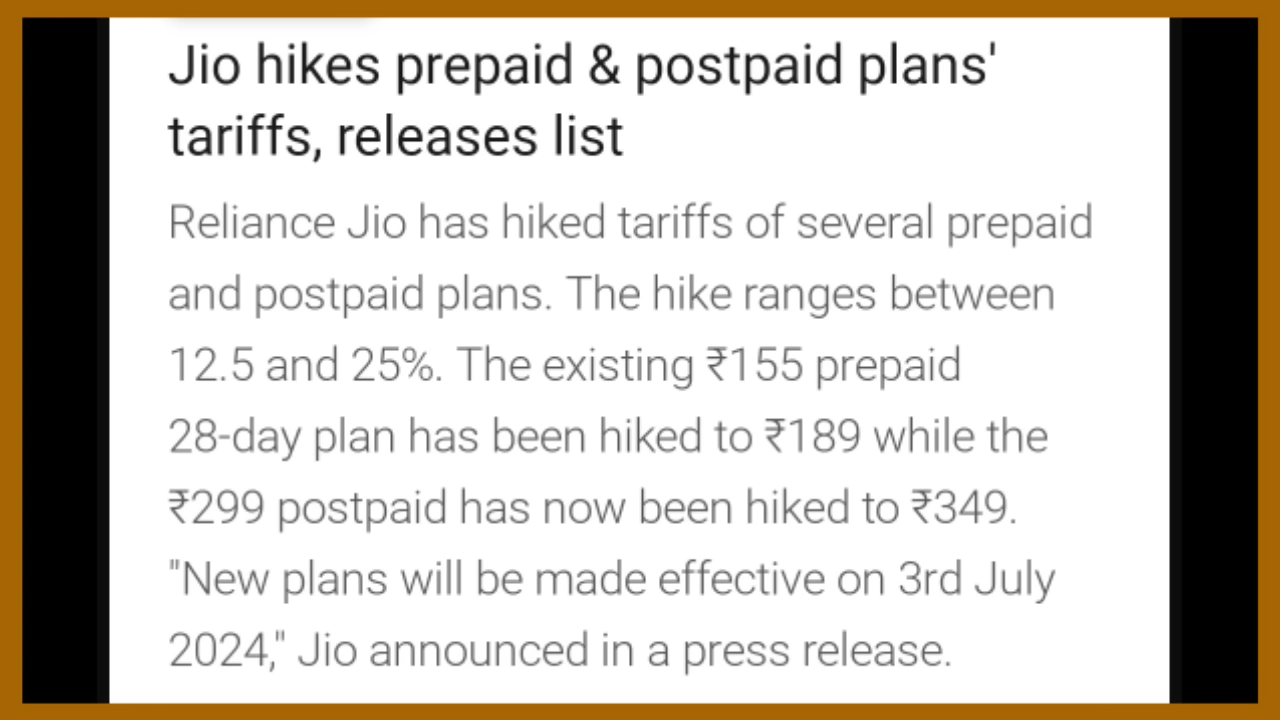 Jio hikes prepaid & postpaid plans'
tariffs, releases list
Reliance Jio has hiked tariffs of several prepaid
and postpaid plans. The hike ranges between
12.5 and 25%. The existing ₹155 prepaid
28-day plan has been hiked to ₹189 while the
₹299 postpaid has now been hiked to ₹349.
"New plans will be made effective on 3rd July
2024," Jio announced in a press release.